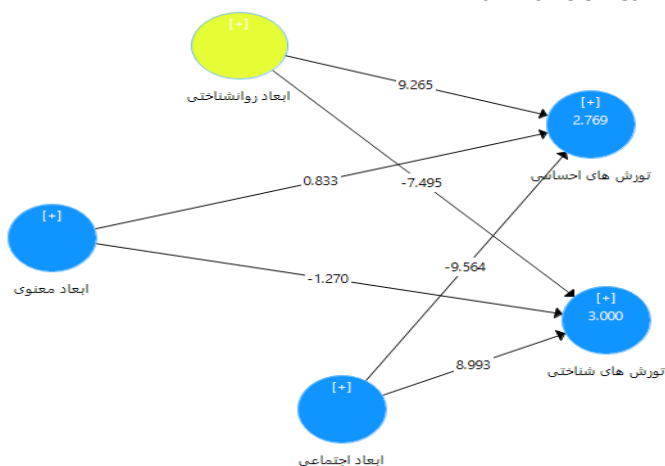 [+]
ابعاد روانشناختی
9.265
[+]
2.769
تورش های احساسی
0.833
-7.495
[+]
ابعاد معنوی
-9.564
-1.270
[+]
3.000
تورش های شناختی
8.993
[+]
ابعاد اجتماعی